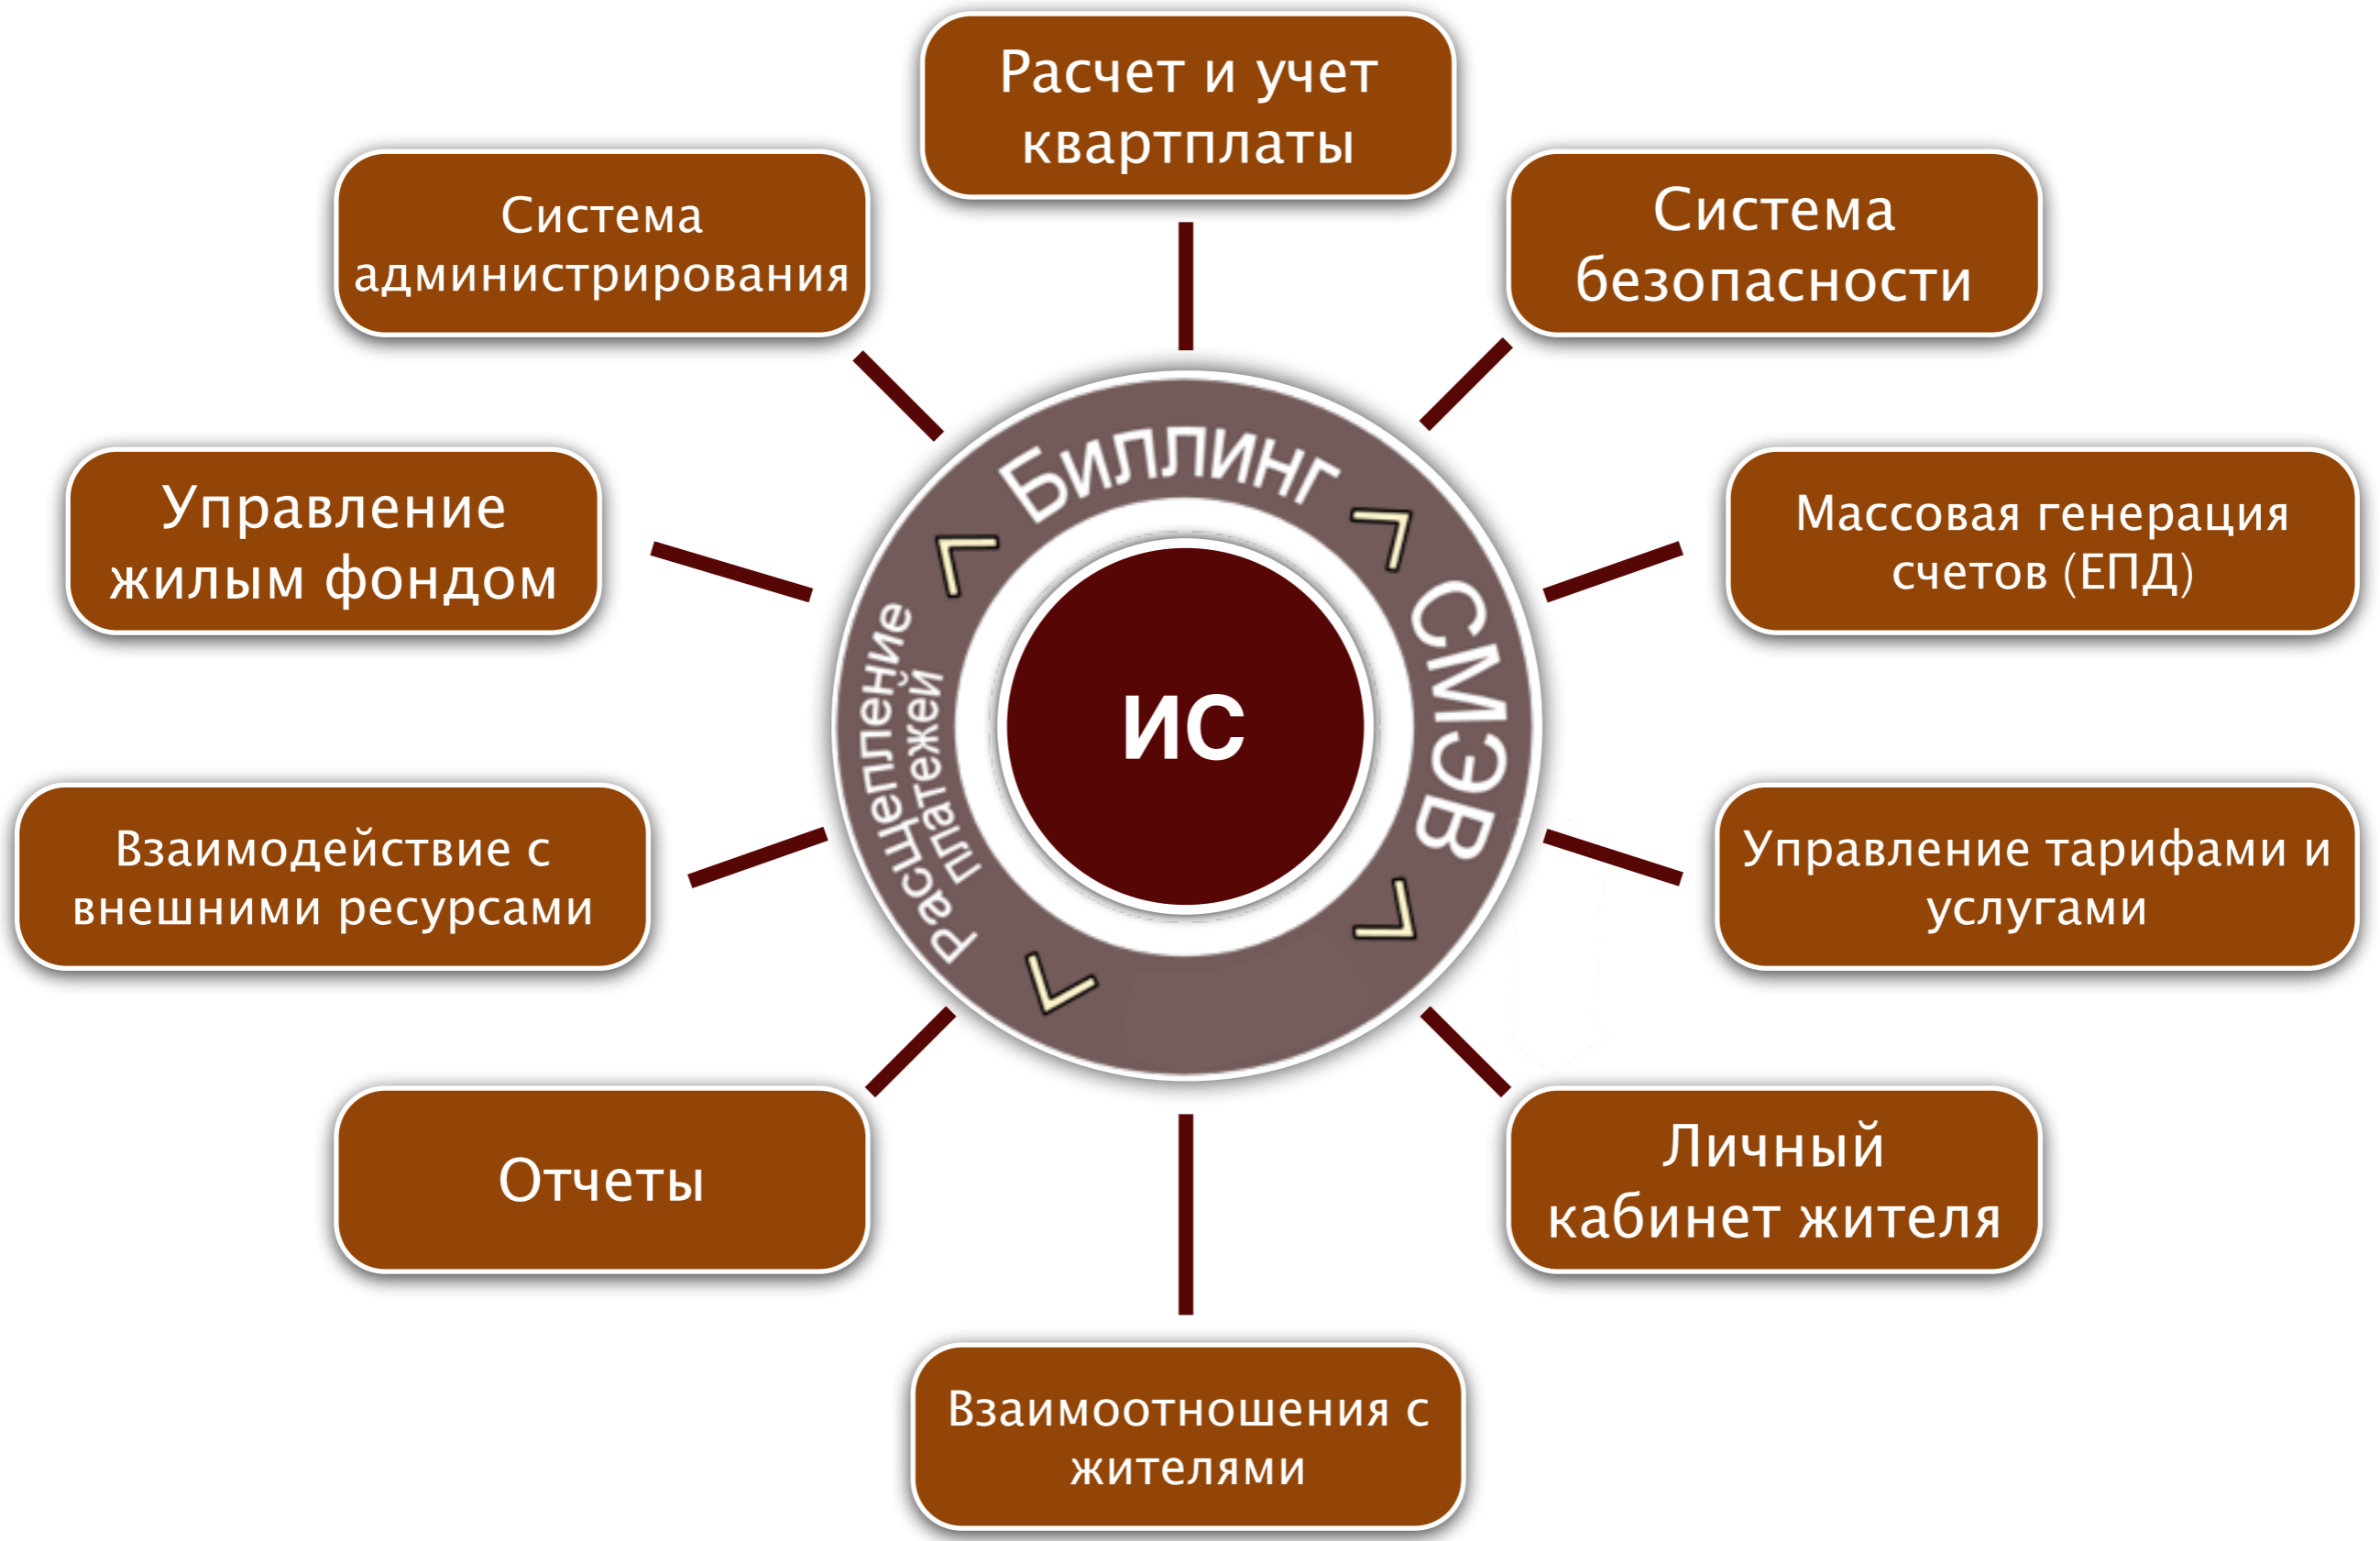 Расчет и учет
квартплаты
Система
администрирования
Система
безопасности
Управление
жилым фондом
Массовая генерация
счетов (ЕПД)
Биллинг
СМЭВ
Расщепление
платежей
ИС
Взаимодействие с
внешними ресурсами
Управление тарифами и
услугами
Отчеты
Личный
кабинет жителя
Взаимоотношения с
жителями